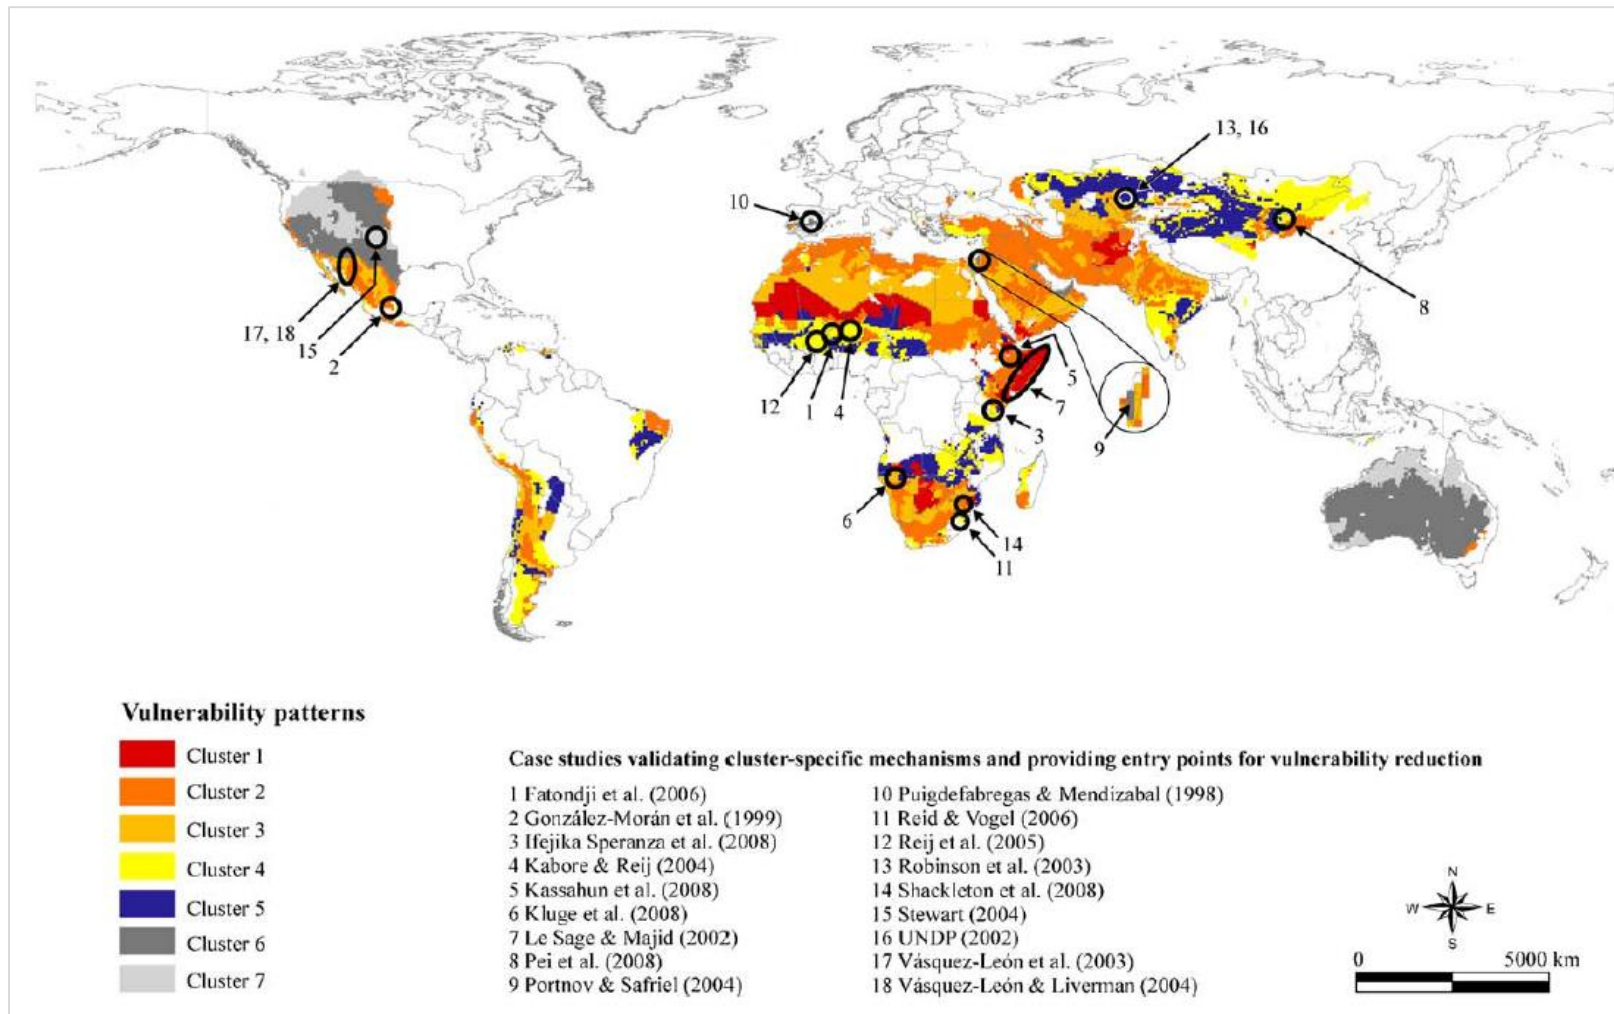 13, 16
10
8
17, 18
15
2
12
1
4
5
7
3
9
6
14
11
Vulnerability patterns
Cluster 1
Cluster 2
Cluster 3
Cluster 4
Cluster 5
Cluster 6
Cluster 7
Case studies validating cluster-specific mechanisms and providing entry points for vulnerability reduction
1 Fatondji et al. (2006)
2 González-Morán et al. (1999)
3 Ifejika Speranza et al. (2008)
4 Kabore & Reij (2004)
5 Kassahun et al. (2008)
6 Kluge et al. (2008)
7 Le Sage & Majid (2002)
8 Pei et al. (2008)
9 Portnov & Safriel (2004)
10 Puigdefabregas & Mendizabal (1998)
11 Reid & Vogel (2006)
12 Reij et al. (2005)
13 Robinson et al. (2003)
14 Shackleton et al. (2008)
15 Stewart (2004)
16 UNDP (2002)
17 Vásquez-León et al. (2003)
18 Vásquez-León & Liverman (2004)
N
W E
S
0 5000 km